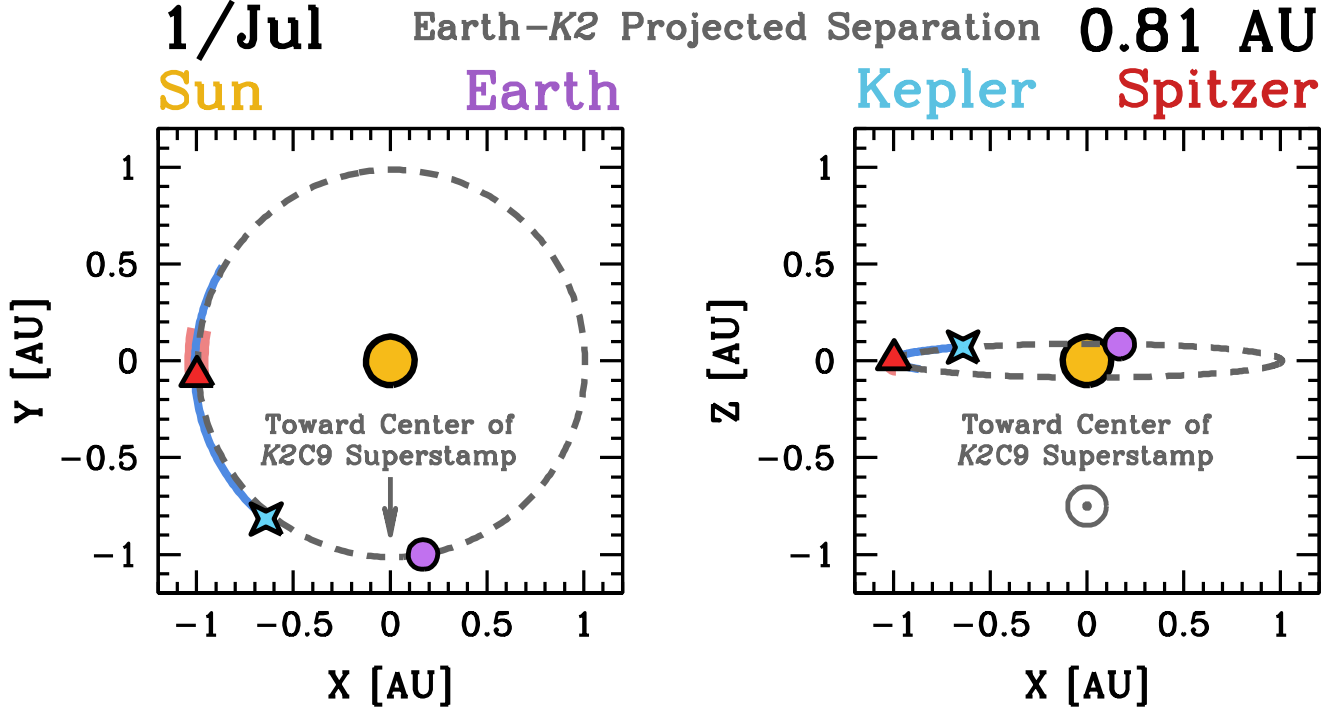 1/Jul Earth-K2 Projected Separation 0.81 AU
Sun Earth Kepler Spitzer
1
0.5
0
−0.5
−1
Y [AU]
−1 −0.5 0 0.5 1
X [AU]
Toward Center of
K2C9 Superstamp
1
0.5
0
−0.5
−1
Z [AU]
−1 −0.5 0 0.5 1
X [AU]
Toward Center of
K2C9 Superstamp